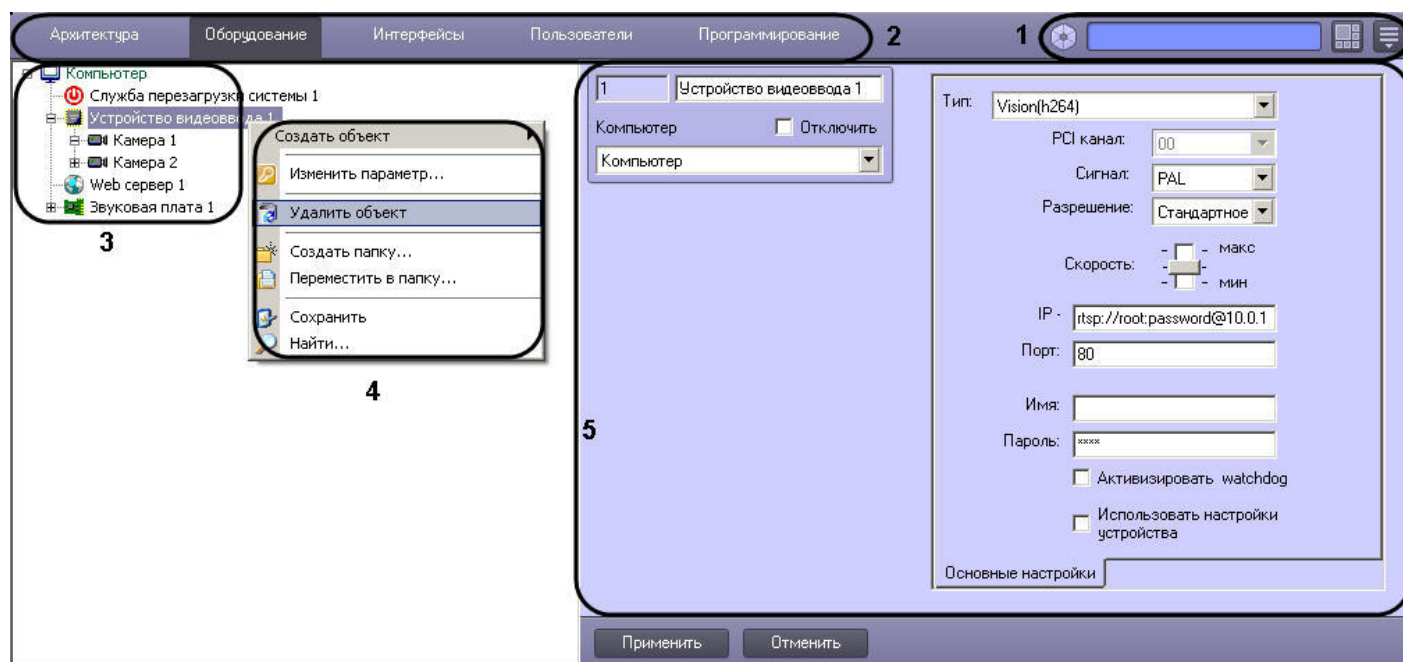 Архитектура Оборудование Интерфейсы Пользователи Программирование 2 1
Компьютер
Служба перезагрузки системы 1
Устройство видеоввода 1
Камера 1
Камера 2
Web сервер 1
Звуковая плата 1
3
Создать объект
Изменить параметр...
Удалить объект
Создать папку...
Переместить в папку...
Сохранить
Найти...
4
5
1 Устройство видеоввода 1
Компьютер Отключить
Компьютер
Тип: Vision(h264)
PCI канал: 00
Сигнал: PAL
Разрешение: Стандартное
- - макс
Скорость: - -
- - мин
IP - rtsp://root:password@10.0.1
Порт: 80
Имя:
Пароль: ****
Активизировать watchdog
Использовать настройки
устройства
Основные настройки
Применить Отменить